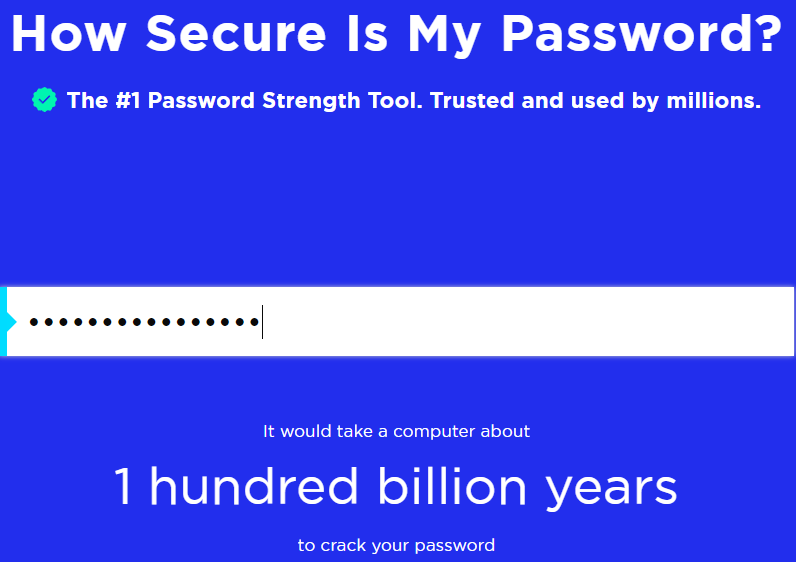 How Secure Is My Password?
The #1 Password Strength Tool. Trusted and used by millions.
••••••••••••••••
It would take a computer about
1 hundred billion years
to crack your password